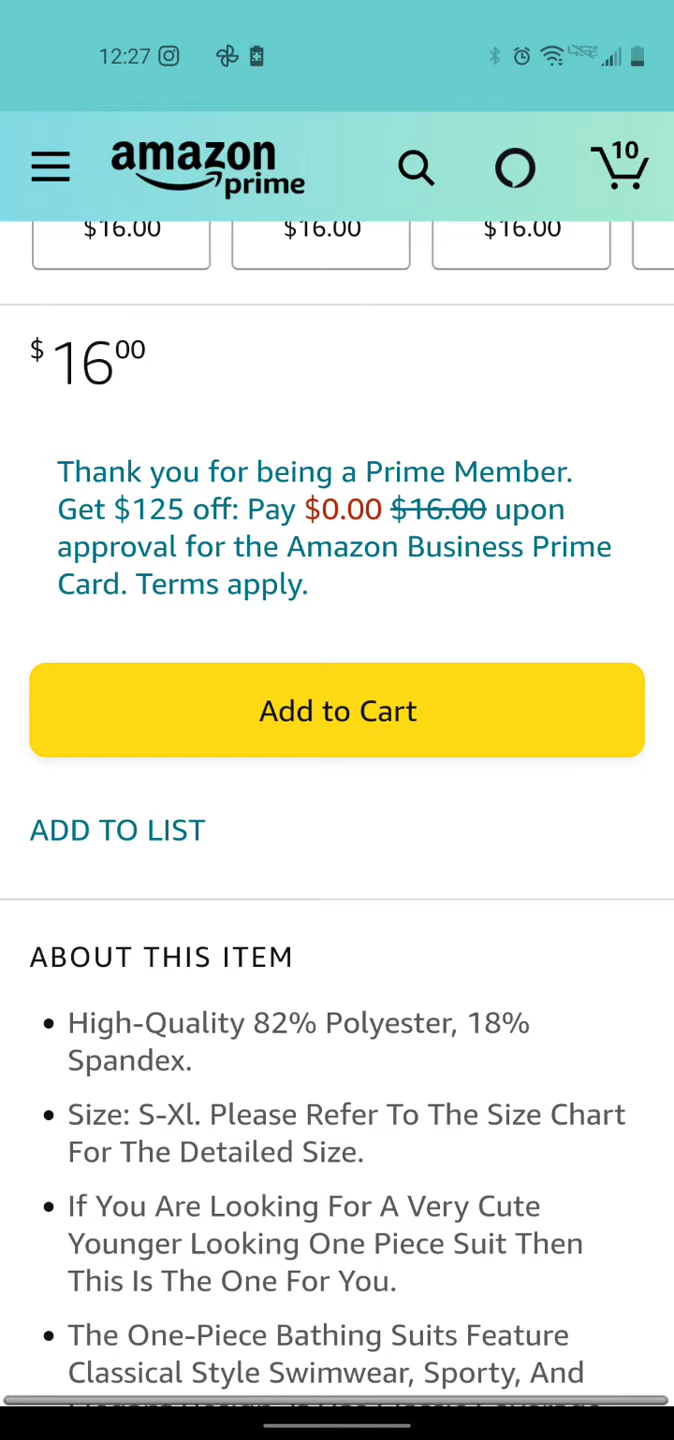 12:27
amazon
prime
10
$16.00 $16.00 $16.00
$1600
Thank you for being a Prime Member.
Get $125 off: Pay $0.00 $16.00 upon
approval for the Amazon Business Prime
Card. Terms apply.
Add to Cart
ADD TO LIST
ABOUT THIS ITEM
• High-Quality 82% Polyester, 18%
Spandex.
• Size: S-Xl. Please Refer To The Size Chart
For The Detailed Size.
• If You Are Looking For A Very Cute
Younger Looking One Piece Suit Then
This Is The One For You.
• The One-Piece Bathing Suits Feature
Classical Style Swimwear, Sporty, And